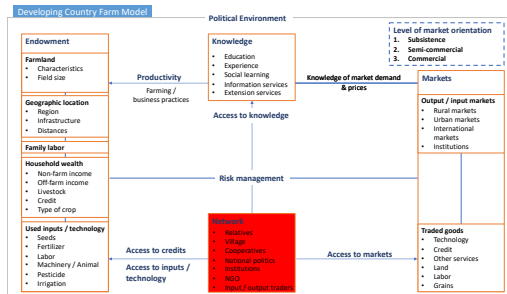 Developing Country Farm Model
Political Environment
Level of market orientation
1. Subsistence
2. Semi-commercial
3. Commercial
Endowment
Farmland
• Characteristics
• Field size
Geographic location
• Region
• Infrastructure
• Distances
Family labor
Household wealth
• Non-farm income
• Off-farm income
• Livestock
• Credit
• Type of crop
Used inputs / technology
• Seeds
• Fertilizer
• Labor
• Machinery / Animal
• Pesticide
• Irrigation
Productivity
Farming /
business practices
Knowledge
• Education
• Experience
• Social learning
• Information services
• Extension services
Access to knowledge
Knowledge of market demand
& prices
Risk management
Network
• Relatives
• Village
• Cooperatives
• National politics
• Institutions
• NGO
• Input / output traders
Access to credits
Access to inputs /
technology
Access to markets
Markets
Output / input markets
• Rural markets
• Urban markets
• International
markets
• Institutions
Traded goods
• Technology
• Credit
• Other services
• Land
• Labor
• Grains